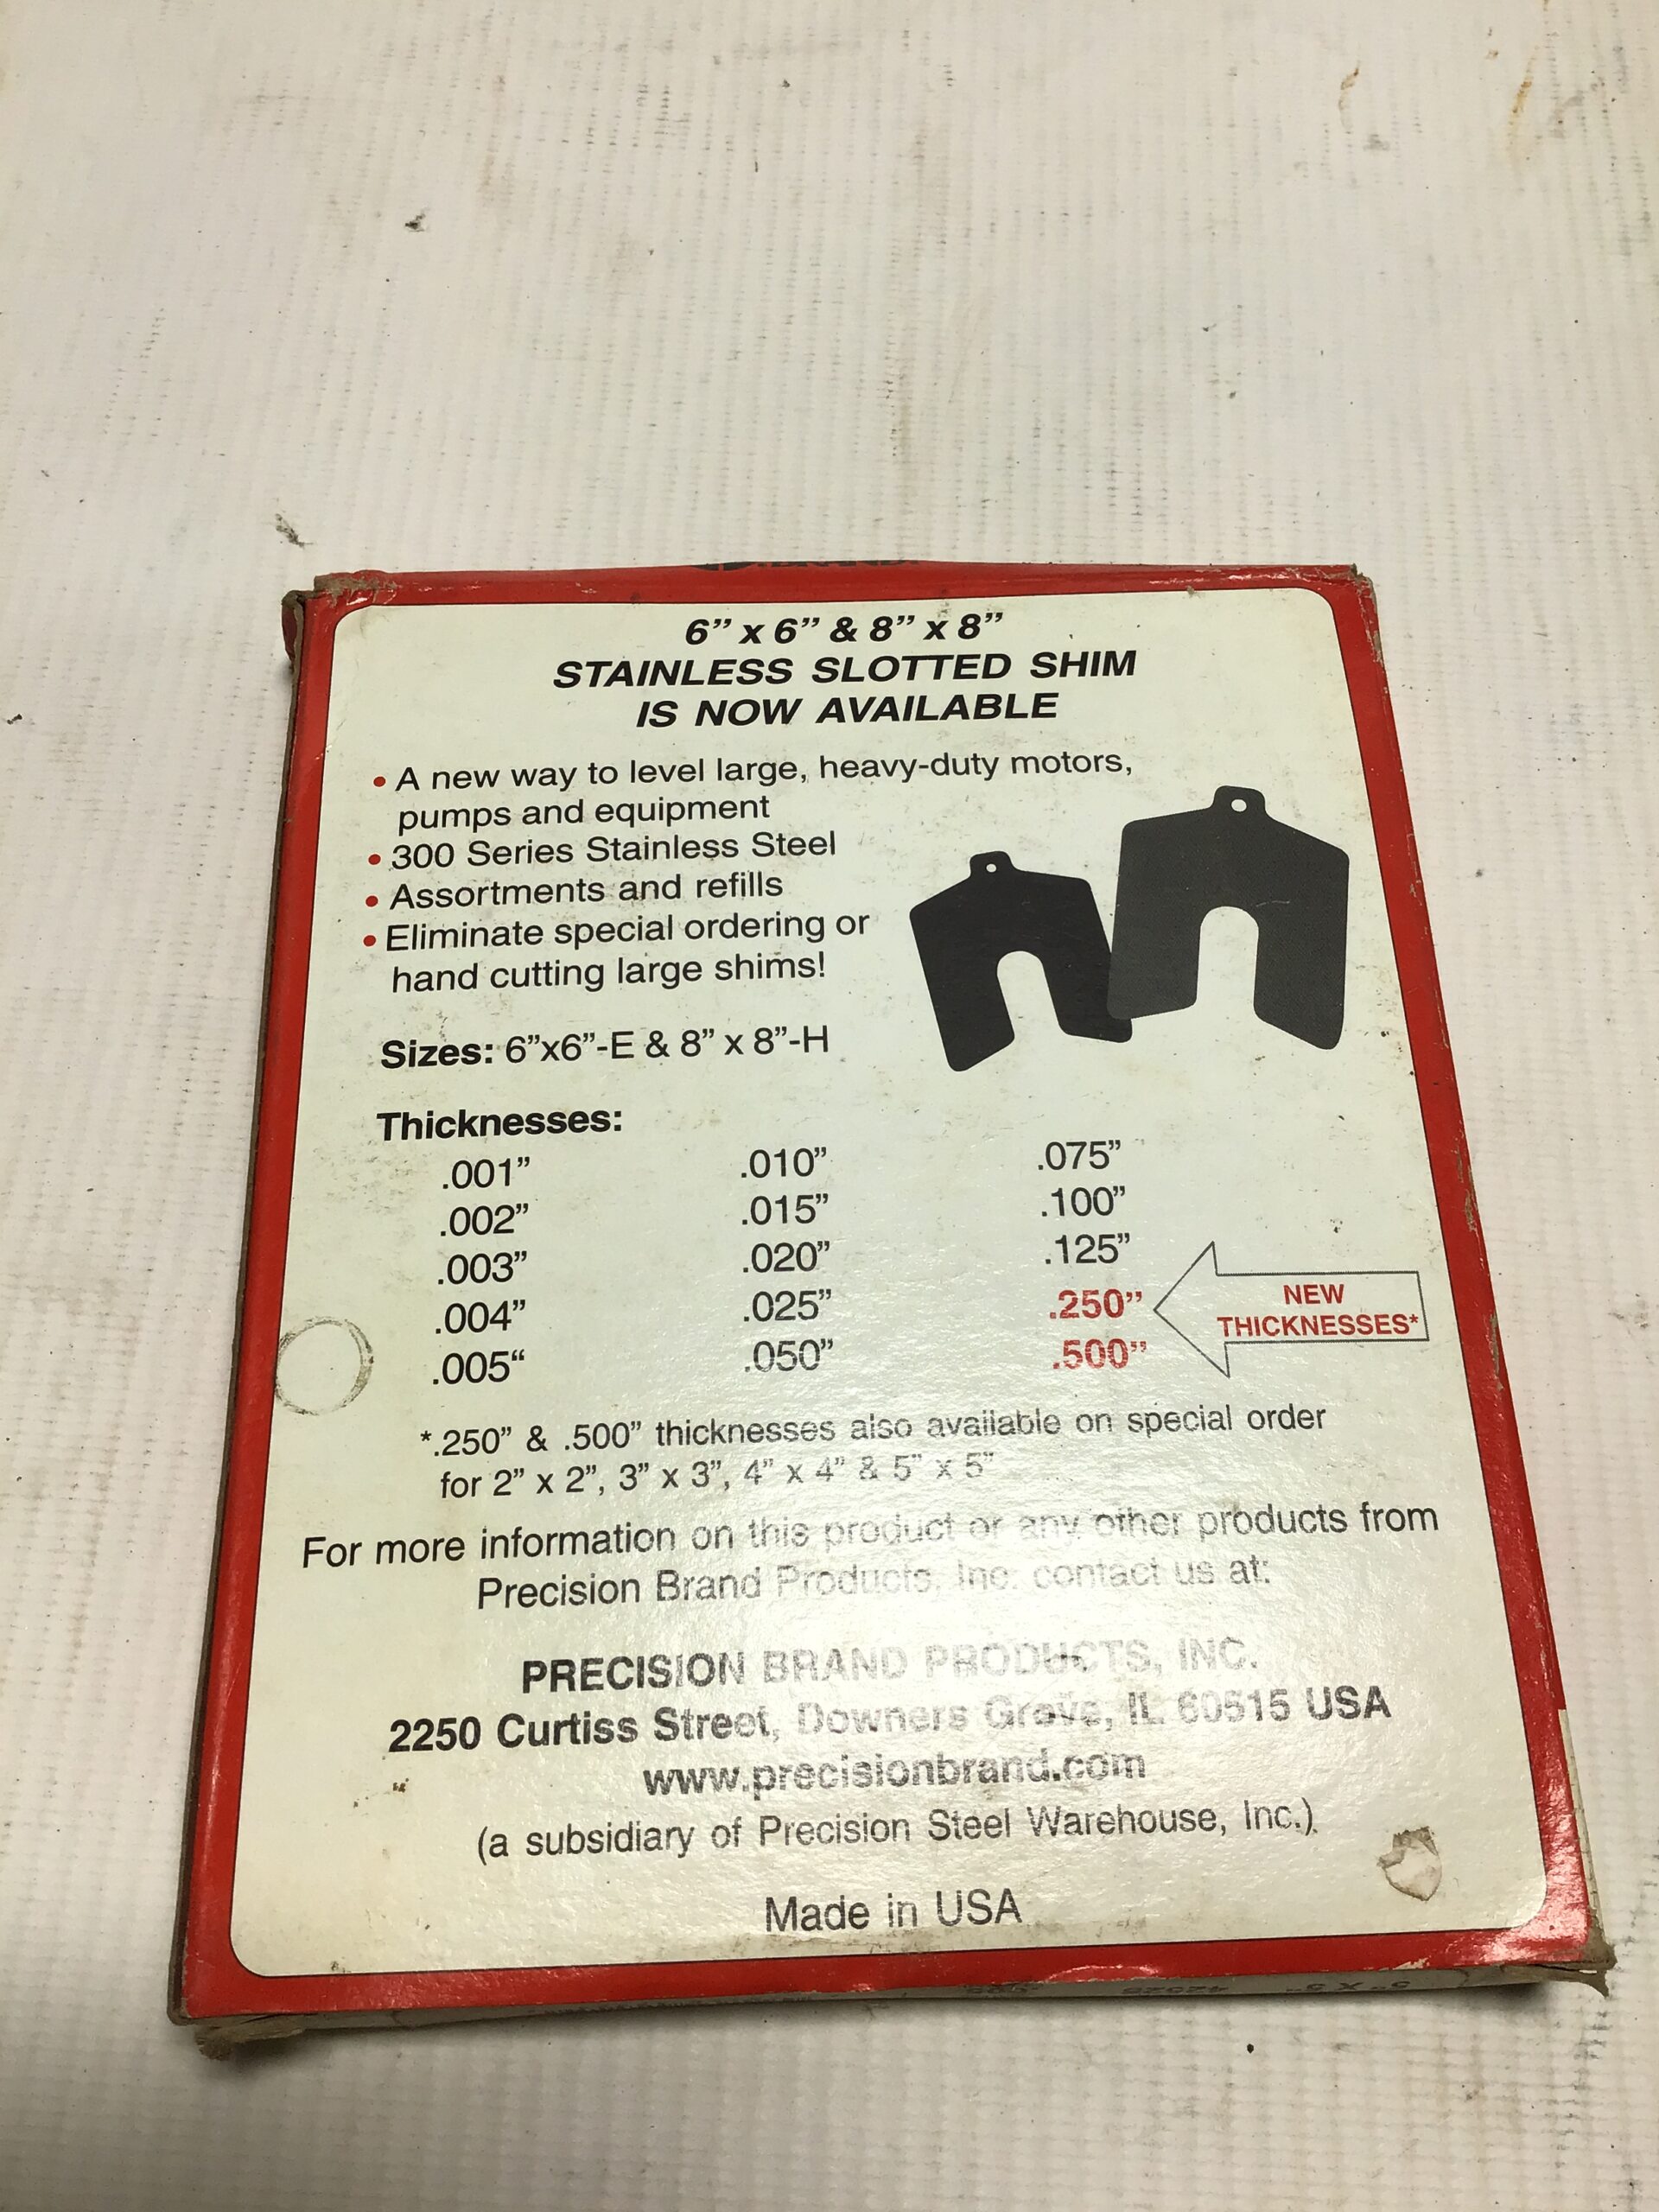 6” x 6” & 8” x 8”
STAINLESS SLOTTED SHIM
IS NOW AVAILABLE
• A new way to level large, heavy-duty motors,
pumps and equipment
• 300 Series Stainless Steel
• Assortments and refills
• Eliminate special ordering or
hand cutting large shims!
Sizes: 6”x6”-E & 8” x 8”-H
Thicknesses:
.001” .010” .075”
.002” .015” .100”
.003” .020” .125”
.004” .025” .250”
.005“ .050” .500”
NEW
THICKNESSES*
*.250” & .500” thicknesses also available on special order
for 2” x 2”, 3” x 3”, 4” x 4” & 5” x 5”
For more information on this product or any other products from
Precision Brand Products, Inc. contact us at:
PRECISION BRAND PRODUCTS, INC.
2250 Curtiss Street, Downers Grove, IL 60515 USA
www.precisionbrand.com
(a subsidiary of Precision Steel Warehouse, Inc.)
Made in USA